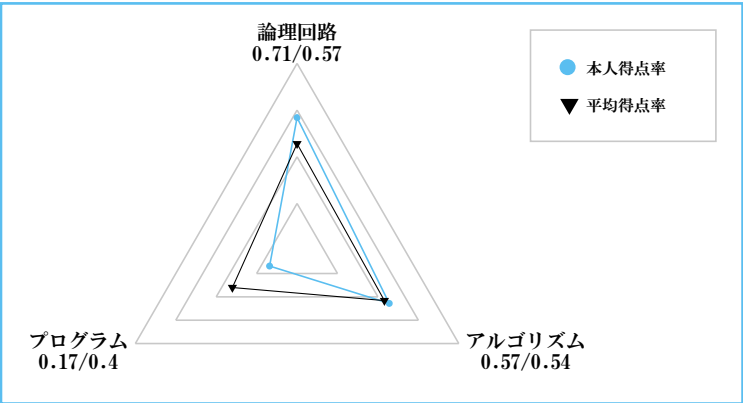 論理回路
0.71/0.57
本人得点率
平均得点率
プログラム
0.17/0.4
アルゴリズム
0.57/0.54